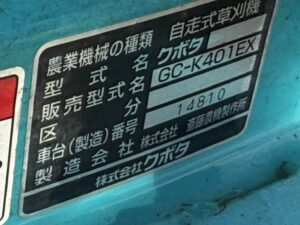 農業機械の種類 自走式草刈機
型式名 クボタ
販売型式名 GC-K401EX
区分
車台(製造)番号 14810
製造会社 株式会社 斎藤農機製作所
株式会社クボタ